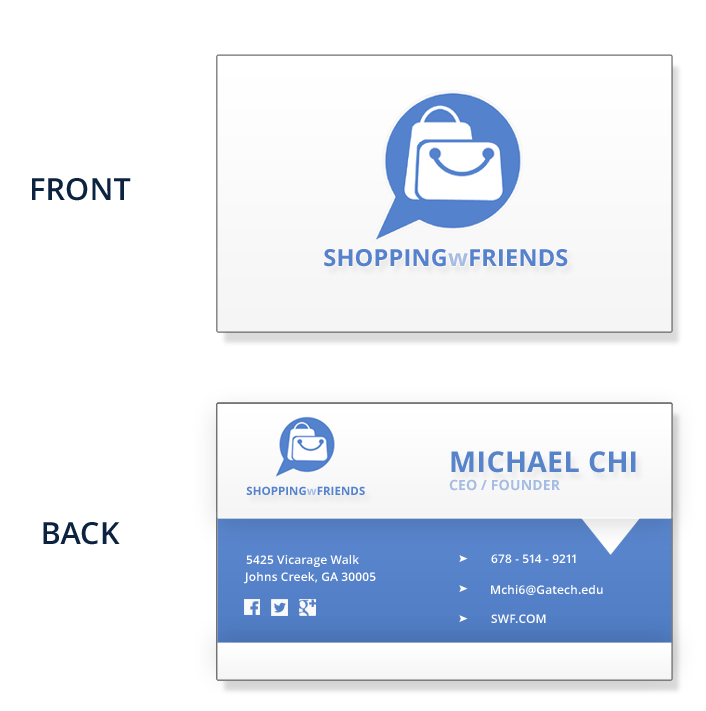 FRONT
SHOPPINGwFRIENDS
BACK
SHOPPINGwFRIENDS
MICHAEL CHI
CEO / FOUNDER
5425 Vicarage Walk
Johns Creek, GA 30005
678 - 514 - 9211
Mchi6@Gatech.edu
SWF.COM